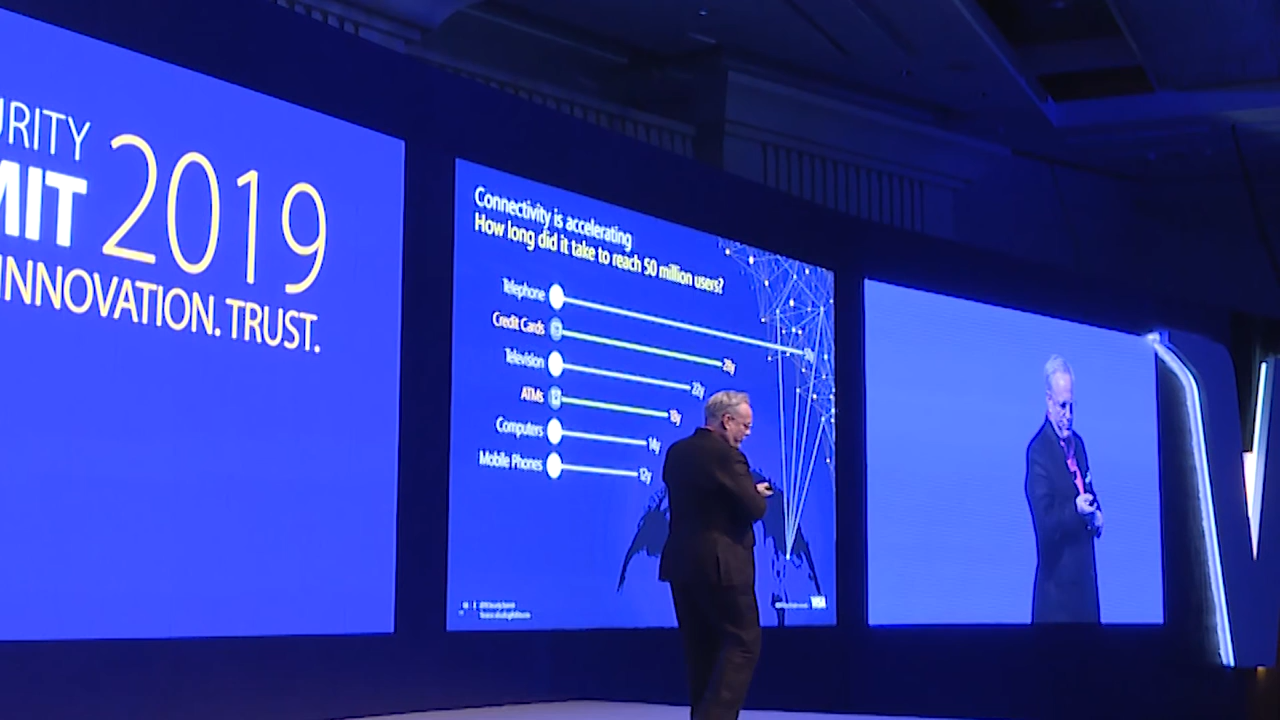 URITY
MIT 2019
INNOVATION. TRUST.
Connectivity is accelerating
How long did it take to reach 50 million users?
Telephone
Credit Cards 28y
Television 22y
ATMs 18y
Computers 14y
Mobile Phones 12y
VISA